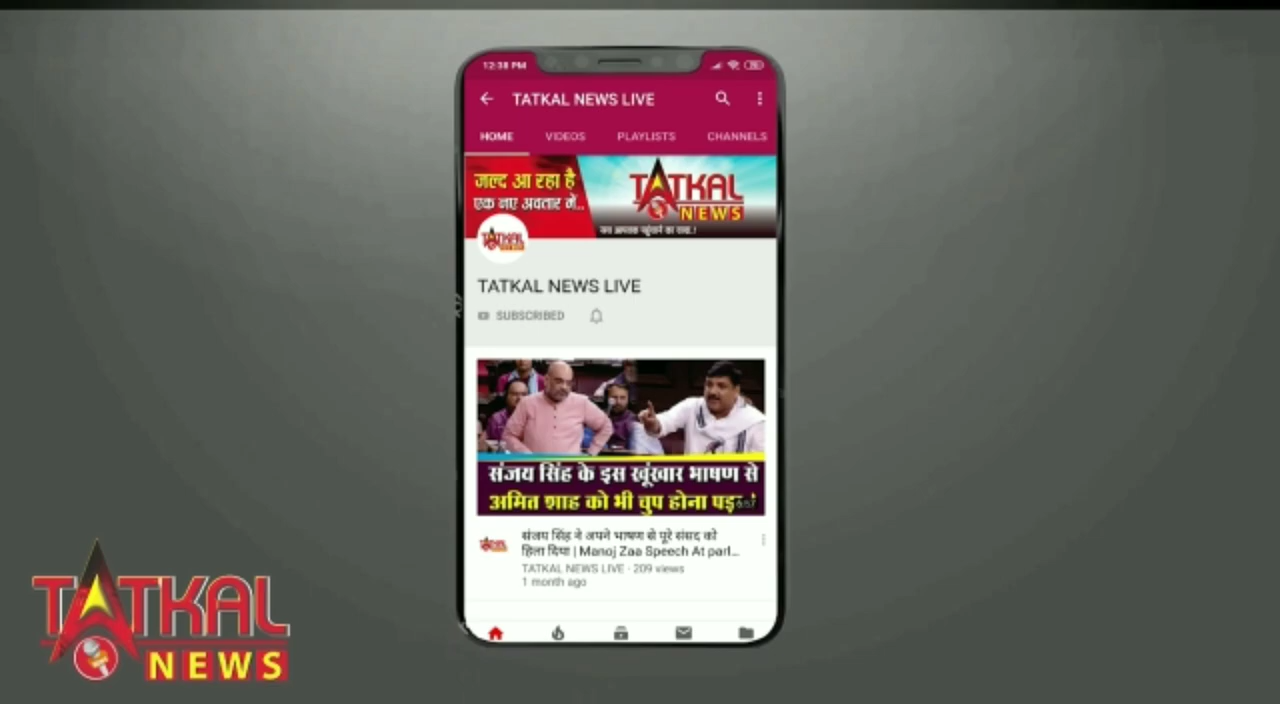 12:38 PM
TATKAL NEWS LIVE
HOME VIDEOS PLAYLISTS CHANNELS
जल्द आ रहा है
एक नए अवतार में..
TATKAL
NEWS
TATKAL
TATKAL NEWS LIVE
SUBSCRIBED
संजय सिंह के इस खूंखार भाषण से
अमित शाह को भी चुप होना
संजय सिंह ने अपने भाषण से पूरे संसद को
हिला दिया | Manoj Zaa Speech At parl...
TATKAL
TATKAL NEWS LIVE · 209 views
1 month ago
TATKAL
NEWS